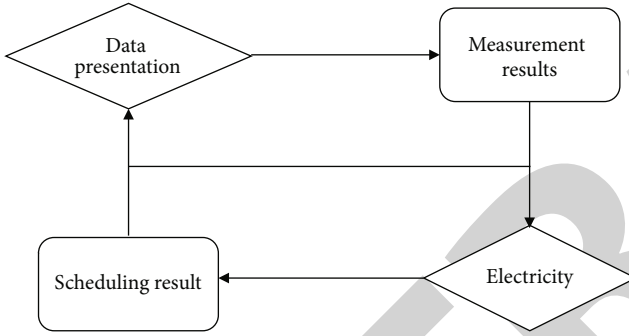 Data
presentation
Measurement
results
Scheduling result
Electricity